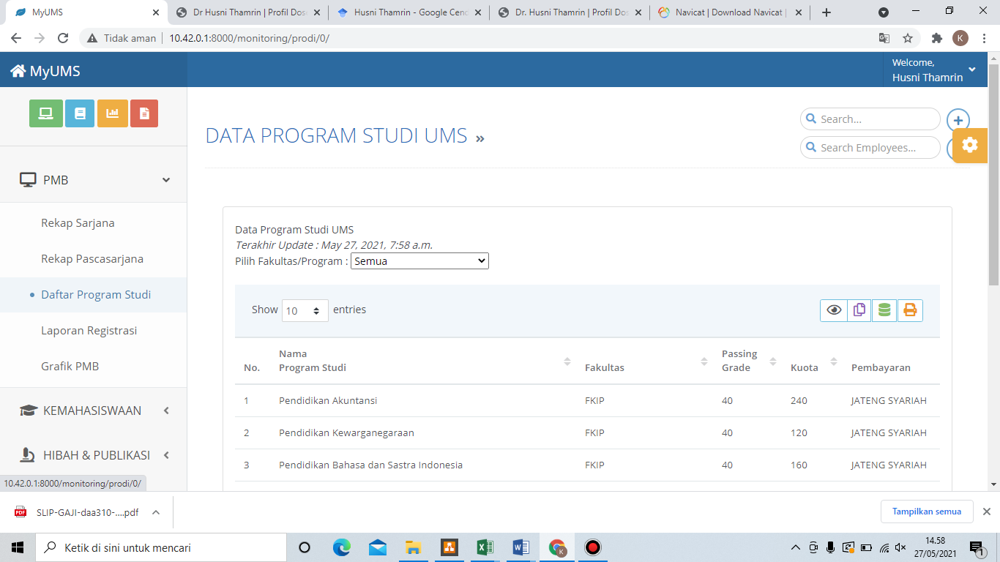 MyUMS
Dr Husni Thamrin | Profil Dos
Husni Thamrin - Google Cend
Dr. Husni Thamrin | Profil Dos
Navicat | Download Navicat |
Tidak aman
10.42.0.1:8000/monitoring/prodi/0/
K
MyUMS
Welcome,
Husni Thamrin
DATA PROGRAM STUDI UMS »
Search...
Search Employees...
PMB
Rekap Sarjana
Rekap Pascasarjana
Daftar Program Studi
Laporan Registrasi
Grafik PMB
KEMAHASISWAAN
HIBAH & PUBLIKASI
Data Program Studi UMS
Terakhir Update : May 27, 2021, 7:58 a.m.
Pilih Fakultas/Program : Semua
Show 10 entries
No. Nama Program Studi Fakultas Passing Grade Kuota Pembayaran
1 Pendidikan Akuntansi FKIP 40 240 JATENG SYARIAH
2 Pendidikan Kewarganegaraan FKIP 40 120 JATENG SYARIAH
3 Pendidikan Bahasa dan Sastra Indonesia FKIP 40 160 JATENG SYARIAH
10.42.0.1:8000/monitoring/prodi/0/
PDF
SLIP-GAJI-daa310-....pdf
Tampilkan semua
Ketik di sini untuk mencari
K
14.58
27/05/2021
1